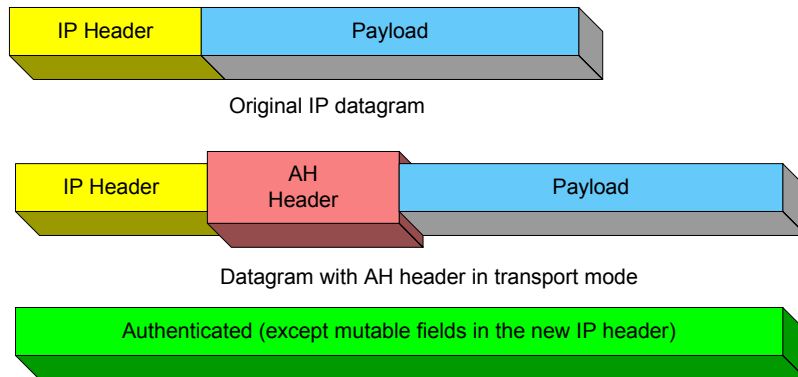 IP Header
Payload
Original IP datagram
IP Header
AH
Header
Payload
Datagram with AH header in transport mode
Authenticated (except mutable fields in the new IP header)